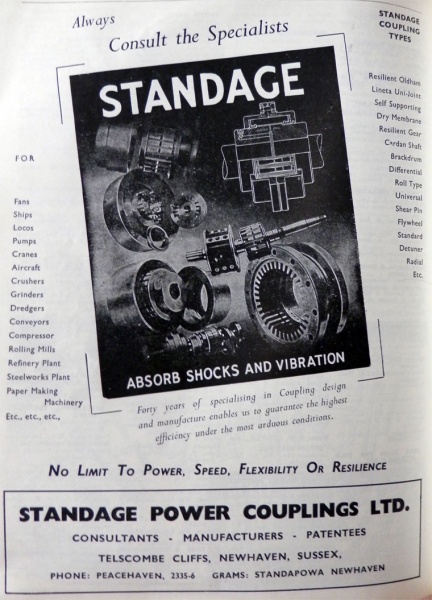 Always
Consult the Specialists
STANDAGE
COUPLING
TYPES
STANDAGE
ABSORB SHOCKS AND VIBRATION
Resilient Oldham
Lineta Uni-Joint
Self Supporting
Dry Membrane
Resilient Gear
Cardan Shaft
Brackdrum
Differential
Roll Type
Universal
Shear Pin
Flywheel
Standard
Detuner
Radial
Etc.
FOR
Fans
Ships
Locos
Pumps
Cranes
Aircraft
Crushers
Grinders
Dredgers
Conveyors
Compressor
Rolling Mills
Refinery Plant
Steelworks Plant
Paper Making
Machinery
Etc., etc., etc.,
Forty years of specialising in Coupling design
and manufacture enables us to guarantee the highest
efficiency under the most arduous conditions.
No Limit To Power, Speed, Flexibility Or Resilience
STANDAGE POWER COUPLINGS LTD.
CONSULTANTS - MANUFACTURERS - PATENTEES
TELSCOMBE CLIFFS, NEWHAVEN, SUSSEX,
PHONE: PEACEHAVEN, 2335-6 GRAMS: STANDAPOWA NEWHAVEN